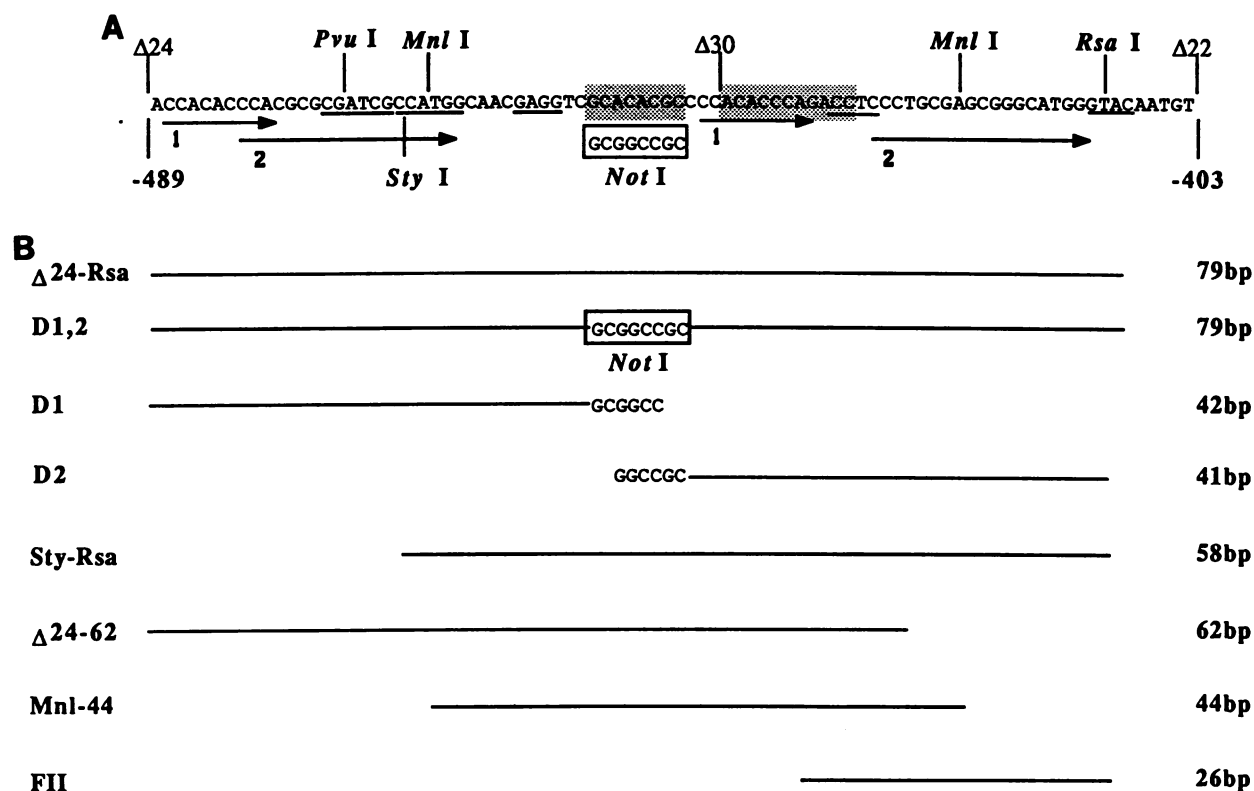 A
Δ24 Pvu I Mnl I Δ30 Mnl I Rsa I Δ22
ACCACACCCACGCGCGATCGCCATGGCAACGAGGTCGCACACGCCCCACACCCAGACCTCCCTGCGAGCGGGCATGGGTACAATGT
1 2 GCGGCCGC 1 2
-489 Sty I Not I -403
B
Δ24-Rsa 79bp
D1,2 GCGGCCGC 79bp
Not I
D1 GCGGCC 42bp
D2 GGCCGC 41bp
Sty-Rsa 58bp
Δ24-62 62bp
Mnl-44 44bp
FII 26bp